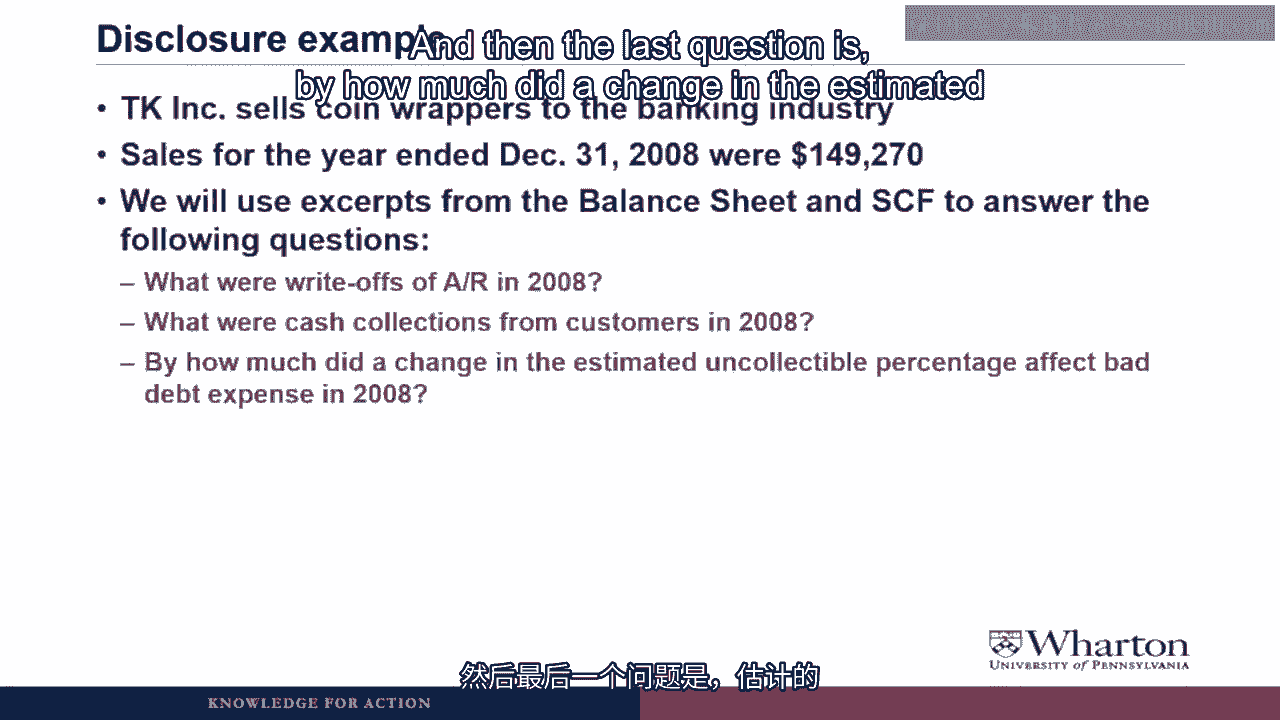 Disclosure example
And then the last question is,
by how much did a change in the estimated
• TK Inc. sells coin wrappers to the banking industry
• Sales for the year ended Dec. 31, 2008 were $149,270
• We will use excerpts from the Balance Sheet and SCF to answer the
following questions:
– What were write-offs of A/R in 2008?
– What were cash collections from customers in 2008?
– By how much did a change in the estimated uncollectible percentage affect bad
debt expense in 2008?
Wharton
UNIVERSITY of PENNSYLVANIA
然后最后一个问题是，估计的
KNOWLEDGE FOR ACTION